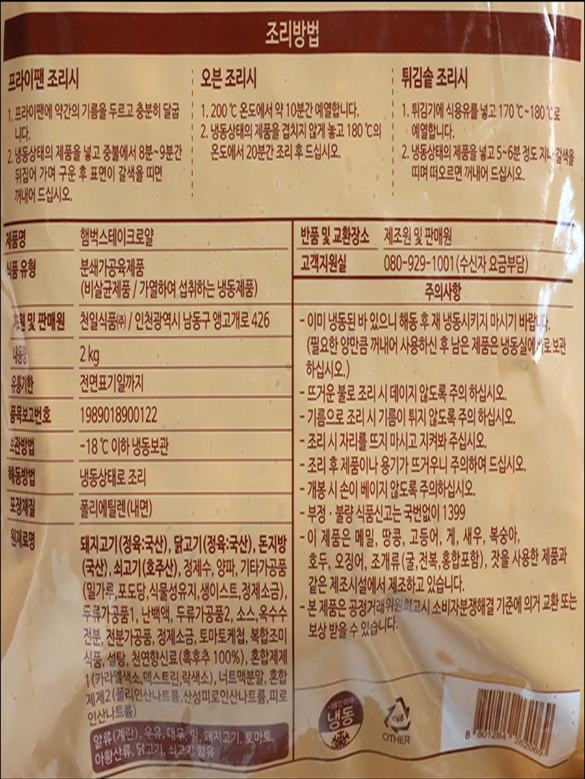 조리방법
프라이팬 조리시
1. 프라이팬에 약간의 기름을 두르고 충분히 달굽
니다.
2. 냉동상태의 제품을 넣고 중불에서 8분~9분간
뒤집어 가며 구운 후 표면이 갈색을 띠면
꺼내어 드십시오.
오븐 조리시
1. 200℃ 온도에서 약 10분간 예열합니다.
2. 냉동상태의 제품을 겹치지 않게 놓고 180℃의
온도에서 20분간 조리 후 드십시오.
튀김솥 조리시
1. 튀김기에 식용유를 넣고 170℃~180℃로
예열합니다.
2. 냉동상태의 제품을 넣고 5~6분 정도 지나 갈색을
띠며 떠오르면 꺼내어 드십시오.
제품명 햄벅스테이크로얄
식품 유형 분쇄가공육제품
(비살균제품 / 가열하여 섭취하는 냉동제품)
제조원 및 판매원 천일식품㈜ / 인천광역시 남동구 앵고개로 426
내용량 2 kg
유통기한 전면표기일까지
품목보고번호 1989018900122
보관방법 -18℃ 이하 냉동보관
해동방법 냉동상태로 조리
포장재질 폴리에틸렌(내면)
원재료명 돼지고기(정육:국산), 닭고기(정육:국산), 돈지방
(국산), 쇠고기(호주산), 정제수, 양파, 기타가공품
(밀가루,포도당,식물성유지,생이스트,정제소금),
두류가공품1, 난백액, 두류가공품2, 소스, 옥수수
전분, 전분가공품, 정제소금, 토마토케첩, 복합조미
식품, 설탕, 천연향신료(흑후추 100%), 혼합제제
1(카라멜색소,덱스트린,락색소), 너트맥분말, 혼합
제제2(폴리인산나트륨,산성피로인산나트륨,피로
인산나트륨)
알류(계란), 우유, 대두, 밀, 돼지고기, 토마토,
아황산류, 닭고기, 쇠고기 함유
반품 및 교환장소 제조원 및 판매원
고객지원실 080-929-1001(수신자 요금부담)
주의사항
- 이미 냉동된 바 있으니 해동 후 재 냉동시키지 마시기 바랍니다.
(필요한 양만큼 꺼내어 사용하신 후 남은 제품은 냉동실에 바로 보관
하십시오.)
- 뜨거운 불로 조리 시 데이지 않도록 주의 하십시오.
- 기름으로 조리 시 기름이 튀지 않도록 주의 하십시오.
- 조리 시 자리를 뜨지 마시고 지켜봐 주십시오.
- 조리 후 제품이나 용기가 뜨거우니 주의하여 드십시오.
- 개봉 시 손이 베이지 않도록 주의하십시오.
- 부정 · 불량 식품신고는 국번없이 1399
- 이 제품은 메밀, 땅콩, 고등어, 게, 새우, 복숭아,
호두, 오징어, 조개류(굴,전복,홍합포함), 잣을 사용한 제품과
같은 제조시설에서 제조하고 있습니다.
- 본 제품은 공정거래위원회고시 소비자분쟁해결 기준에 의거 교환 또는
보상 받을 수 있습니다.
냉동
OTHER